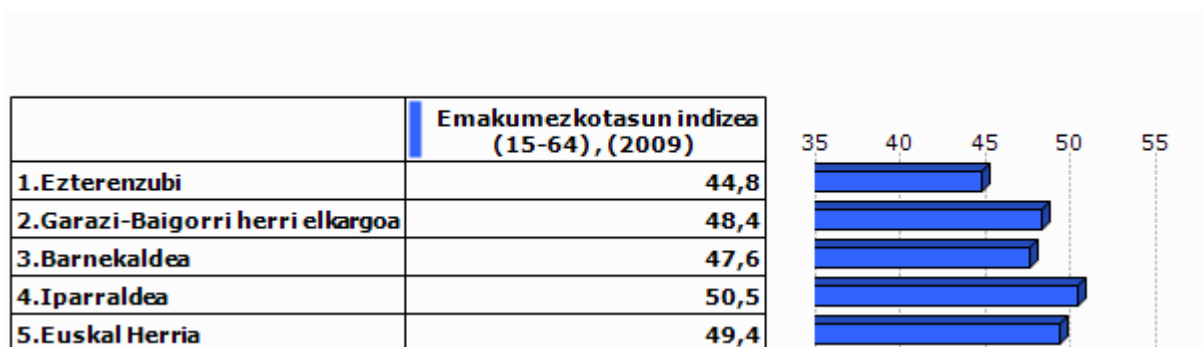 Emakumezkotasun indizea
(15-64), (2009)
35 40 45 50 55
1.Ezterenzubi 44,8
2.Garazi-Baigorri herri elkargoa 48,4
3.Barnekaldea 47,6
4.Iparraldea 50,5
5.Euskal Herria 49,4